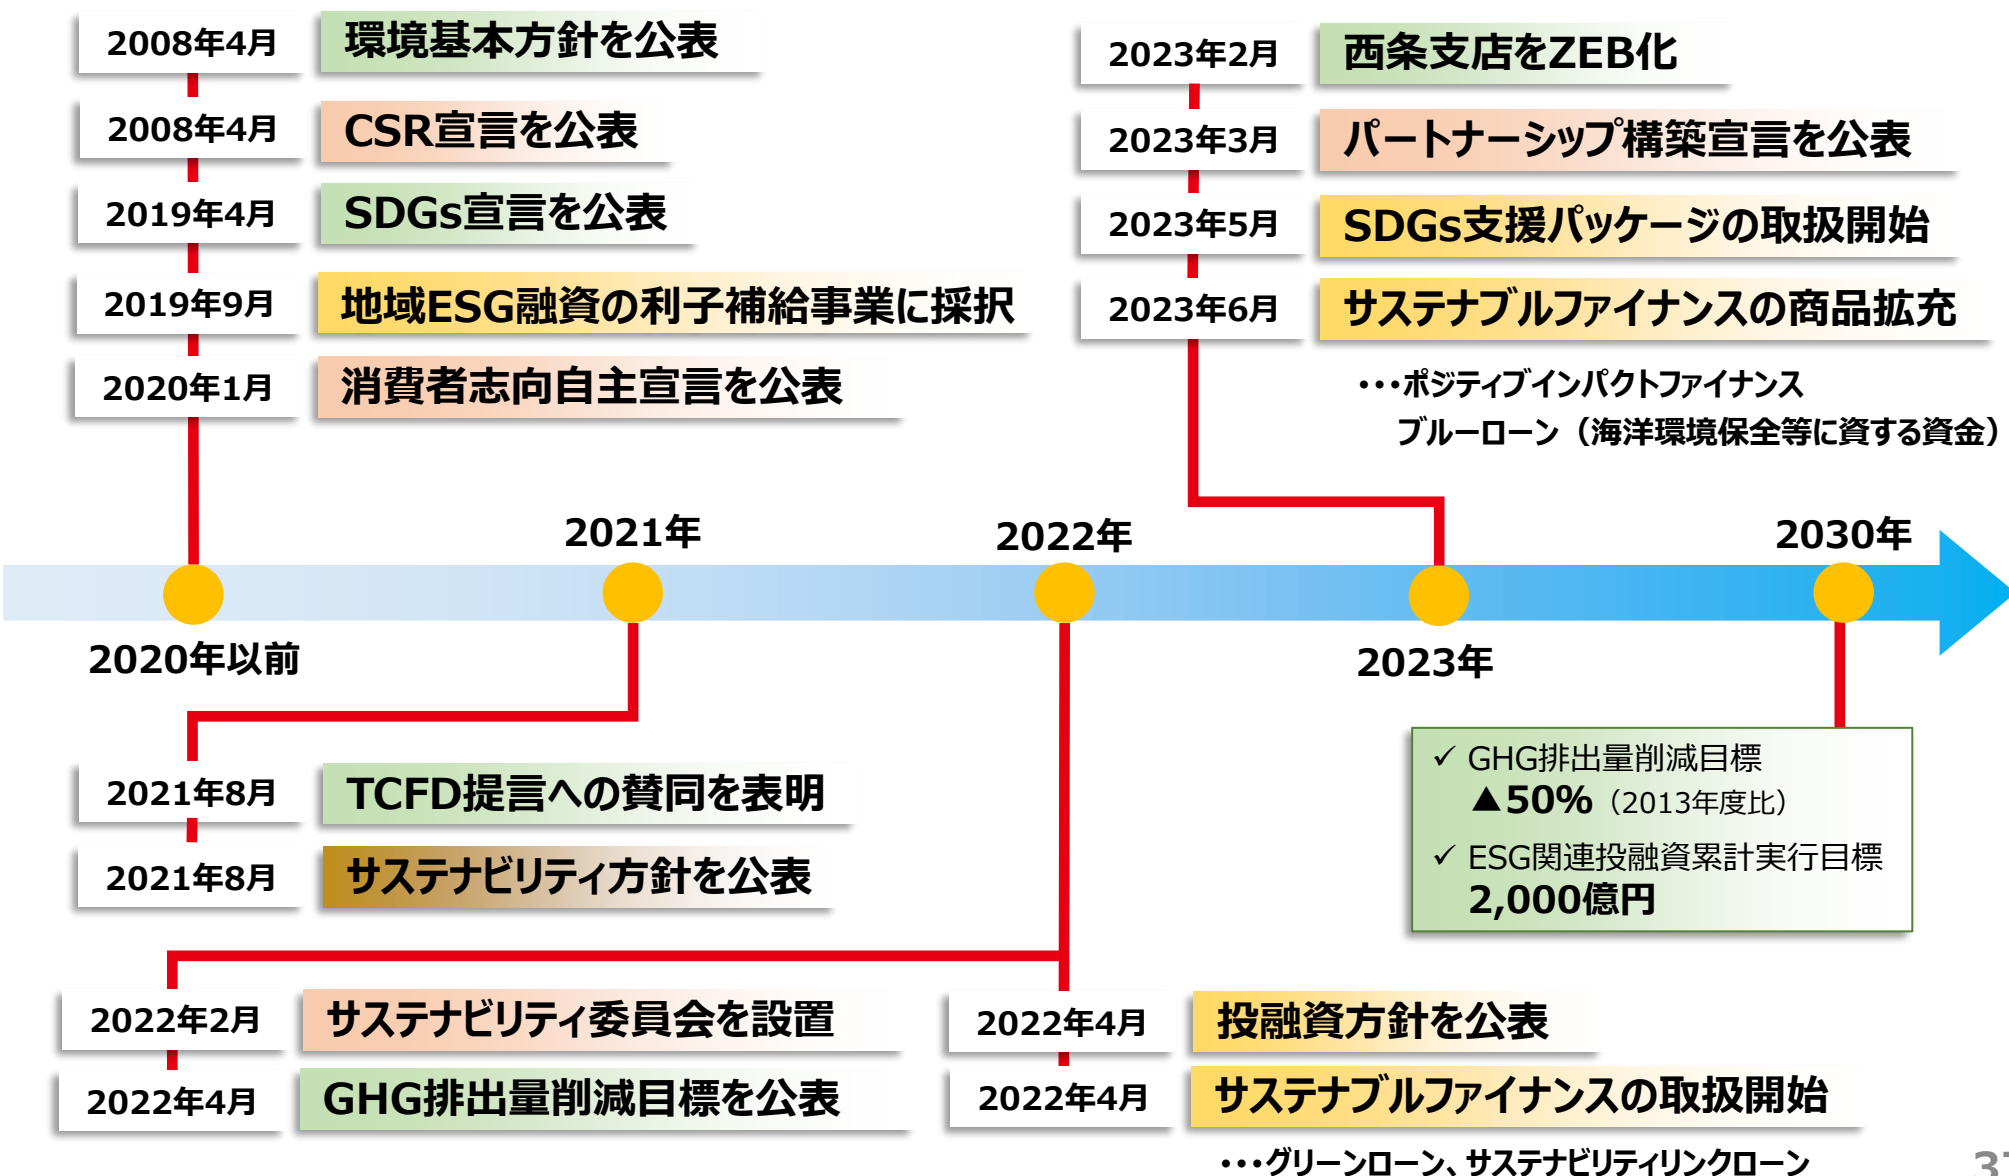 2008年4月 環境基本方針を公表
2008年4月 CSR宣言を公表
2019年4月 SDGs宣言を公表
2019年9月 地域ESG融資の利子補給事業に採択
2020年1月 消費者志向自主宣言を公表
2023年2月 西条支店をZEB化
2023年3月 パートナーシップ構築宣言を公表
2023年5月 SDGs支援パッケージの取扱開始
2023年6月 サステナブルファイナンスの商品拡充
・・・ポジティブインパクトファイナンス
ブルーローン（海洋環境保全等に資する資金）
2021年
2022年
2030年
2020年以前
2023年
2021年8月 TCFD提言への賛同を表明
2021年8月 サステナビリティ方針を公表
✓ GHG排出量削減目標
▲50%（2013年度比）
✓ ESG関連投融資累計実行目標
2,000億円
2022年2月 サステナビリティ委員会を設置
2022年4月 GHG排出量削減目標を公表
2022年4月 投融資方針を公表
2022年4月 サステナブルファイナンスの取扱開始
・・・グリーンローン、サステナビリティリンクローン